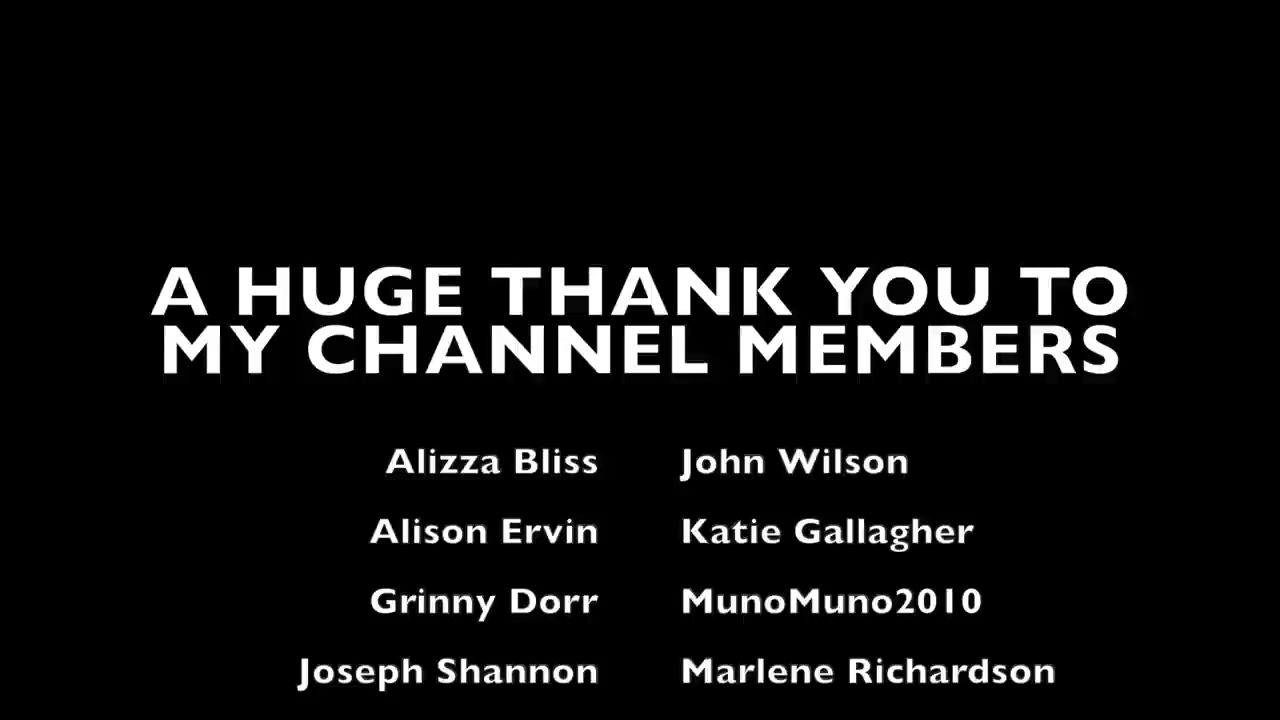 A HUGE THANK YOU TO
MY CHANNEL MEMBERS
Alizza Bliss John Wilson
Alison Ervin Katie Gallagher
Grinny Dorr MunoMuno2010
Joseph Shannon Marlene Richardson